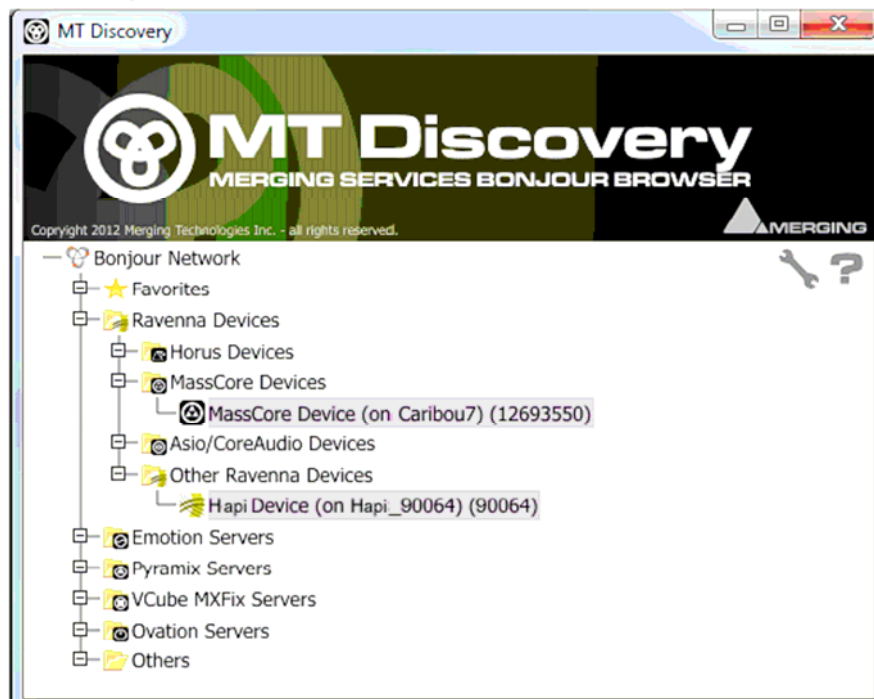 MT Discovery
MT Discovery
MERGING SERVICES BONJOUR BROWSER
Copyright 2012 Merging Technologies Inc. - all rights reserved.
MERGING
Bonjour Network
Favorites
Ravenna Devices
Horus Devices
MassCore Devices
MassCore Device (on Caribou7) (12693550)
Asio/CoreAudio Devices
Other Ravenna Devices
Hapi Device (on Hapi_90064) (90064)
Emotion Servers
Pyramix Servers
VCube MXFix Servers
Ovation Servers
Others